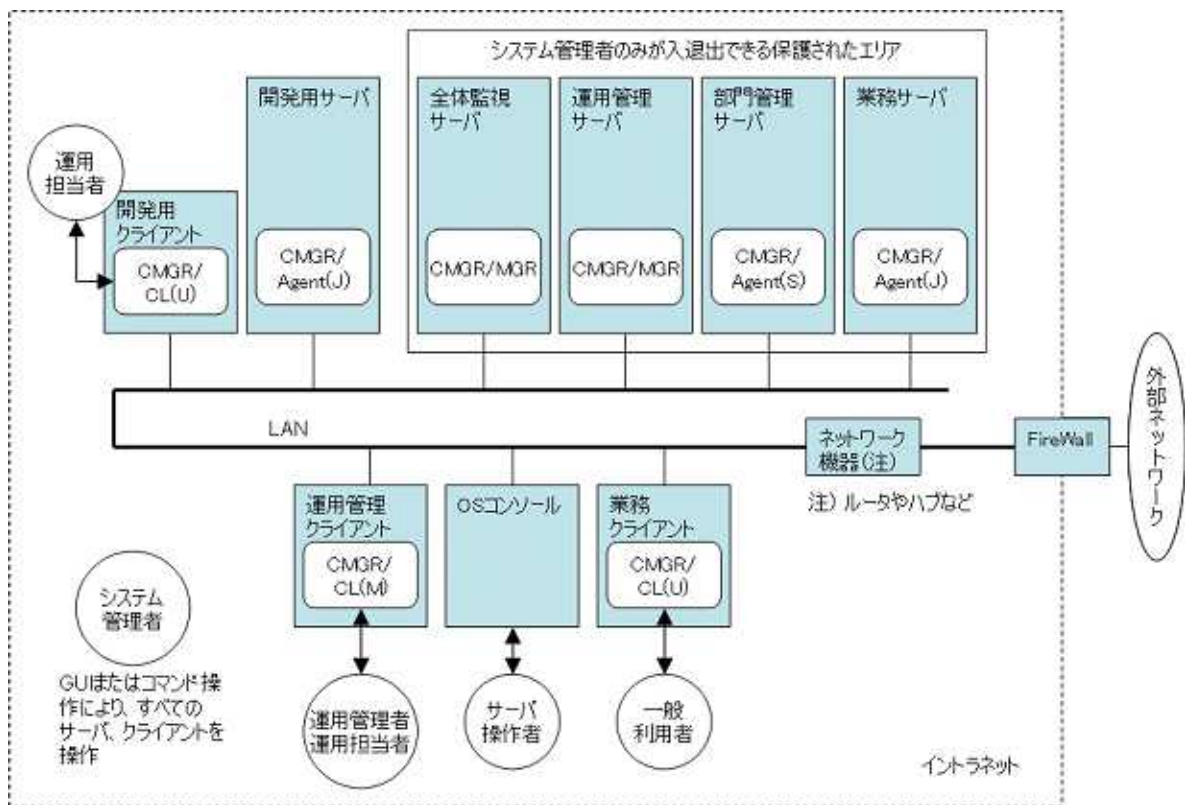 システム管理者のみが入退出できる保護されたエリア
開発用サーバ
全体監視
サーバ
運用管理
サーバ
部門管理
サーバ
業務サーバ
運用
担当者
開発用
クライアント
CMGR/
CL(U)
CMGR/
Agent(J)
CMGR/MGR
CMGR/MGR
CMGR/
Agent(S)
CMGR/
Agent(J)
LAN
ネットワーク
機器(注)
FireWall
外部ネットワーク
注) ルータやハブなど
運用管理
クライアント
CMGR/
CL(M)
OSコンソール
業務
クライアント
CMGR/
CL(U)
システム
管理者
GUIまたはコマンド操
作により、すべての
サーバ、クライアントを
操作
運用管理者
運用担当者
サーバ
操作者
一般
利用者
イントラネット